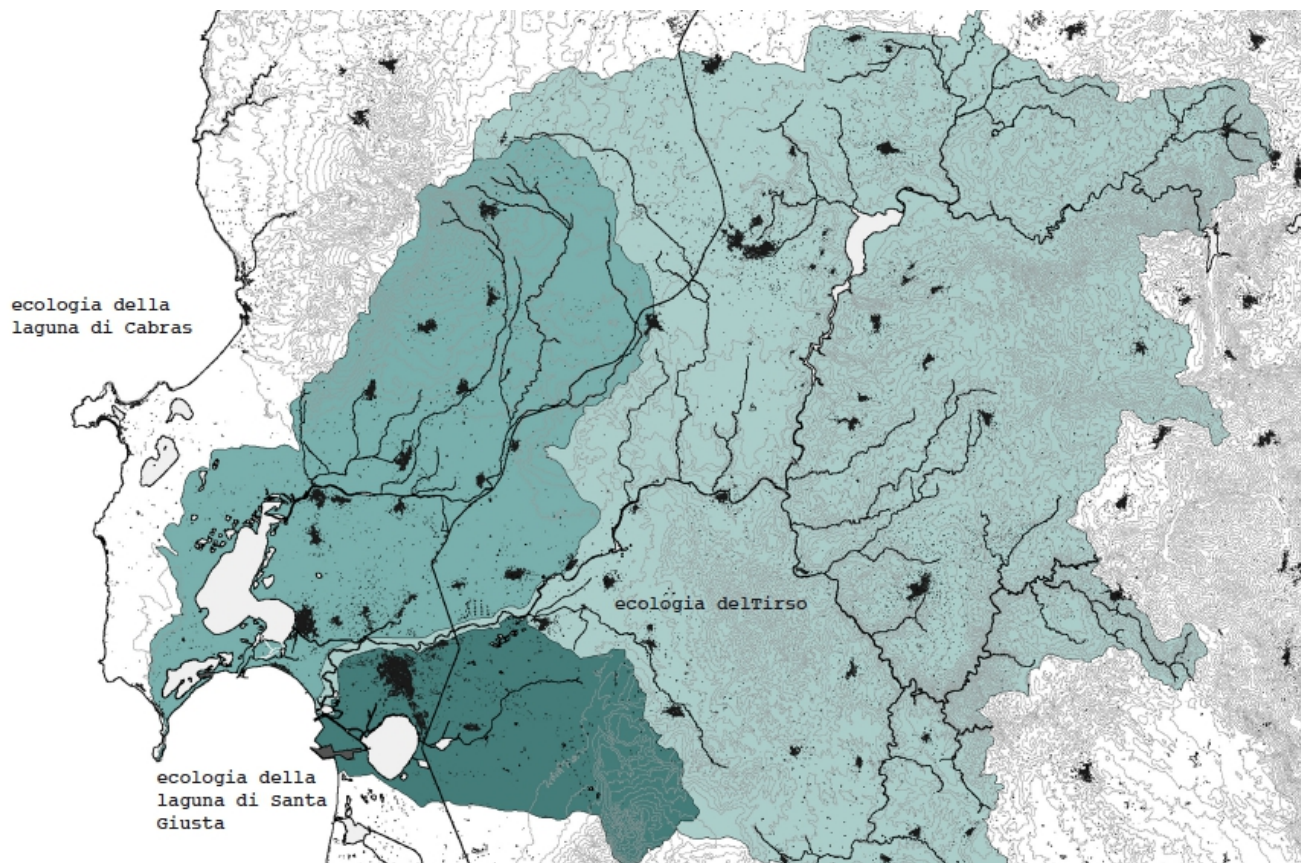 ecologia della
laguna di Cabras
ecologia delTirso
ecologia della
laguna di Santa
Giusta